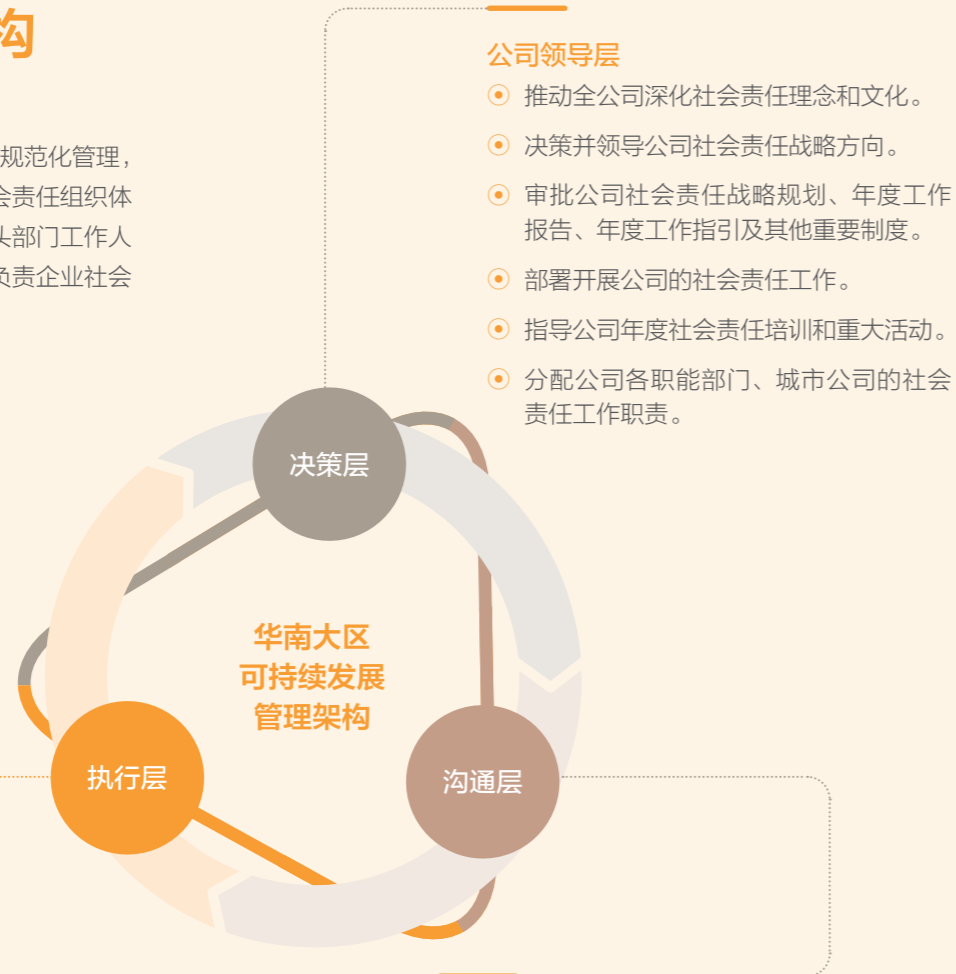 构
规范化管理，
会责任组织体
头部门工作人
负责企业社会
公司领导层
推动全公司深化社会责任理念和文化。
决策并领导公司社会责任战略方向。
审批公司社会责任战略规划、年度工作
报告、年度工作指引及其他重要制度。
部署开展公司的社会责任工作。
指导公司年度社会责任培训和重大活动。
分配公司各职能部门、城市公司的社会
责任工作职责。
决策层
华南大区
可持续发展
管理架构
执行层
沟通层